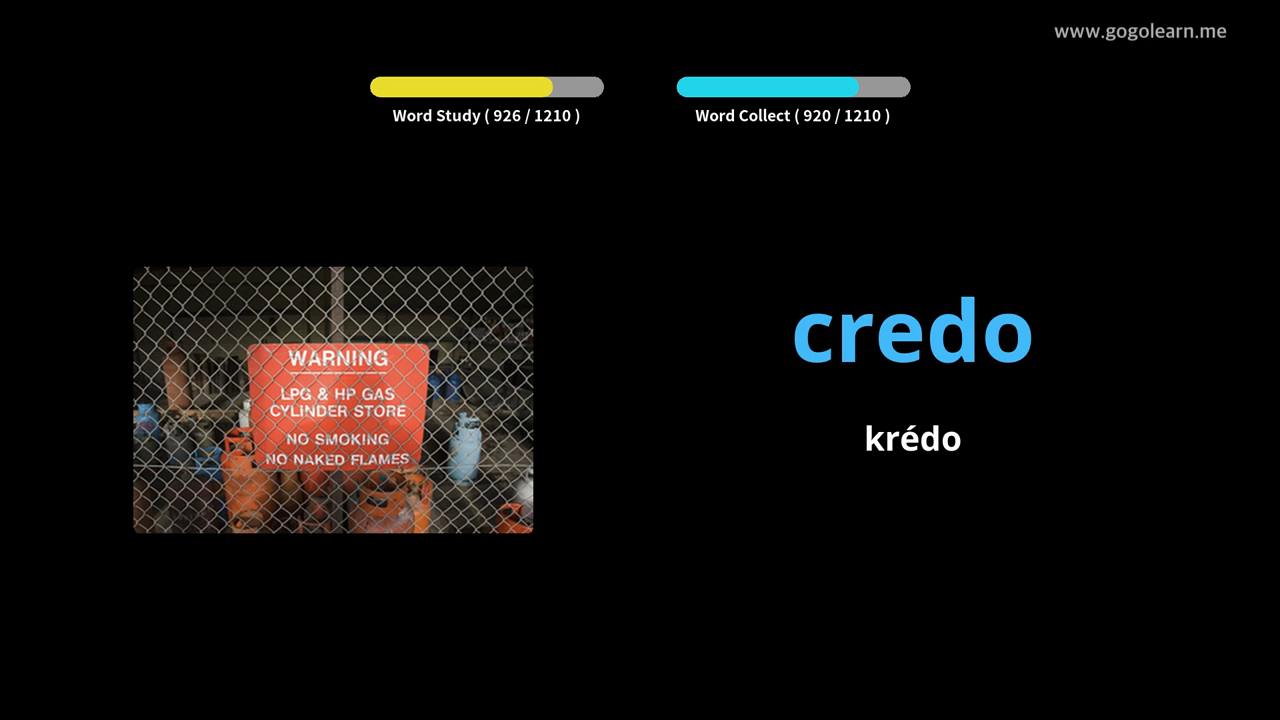 www.gogolearn.me
Word Study ( 926 / 1210 )
Word Collect ( 920 / 1210 )
WARNING
LPG & HP GAS
CYLINDER STORE
NO SMOKING
NO NAKED FLAMES
credo
krédo